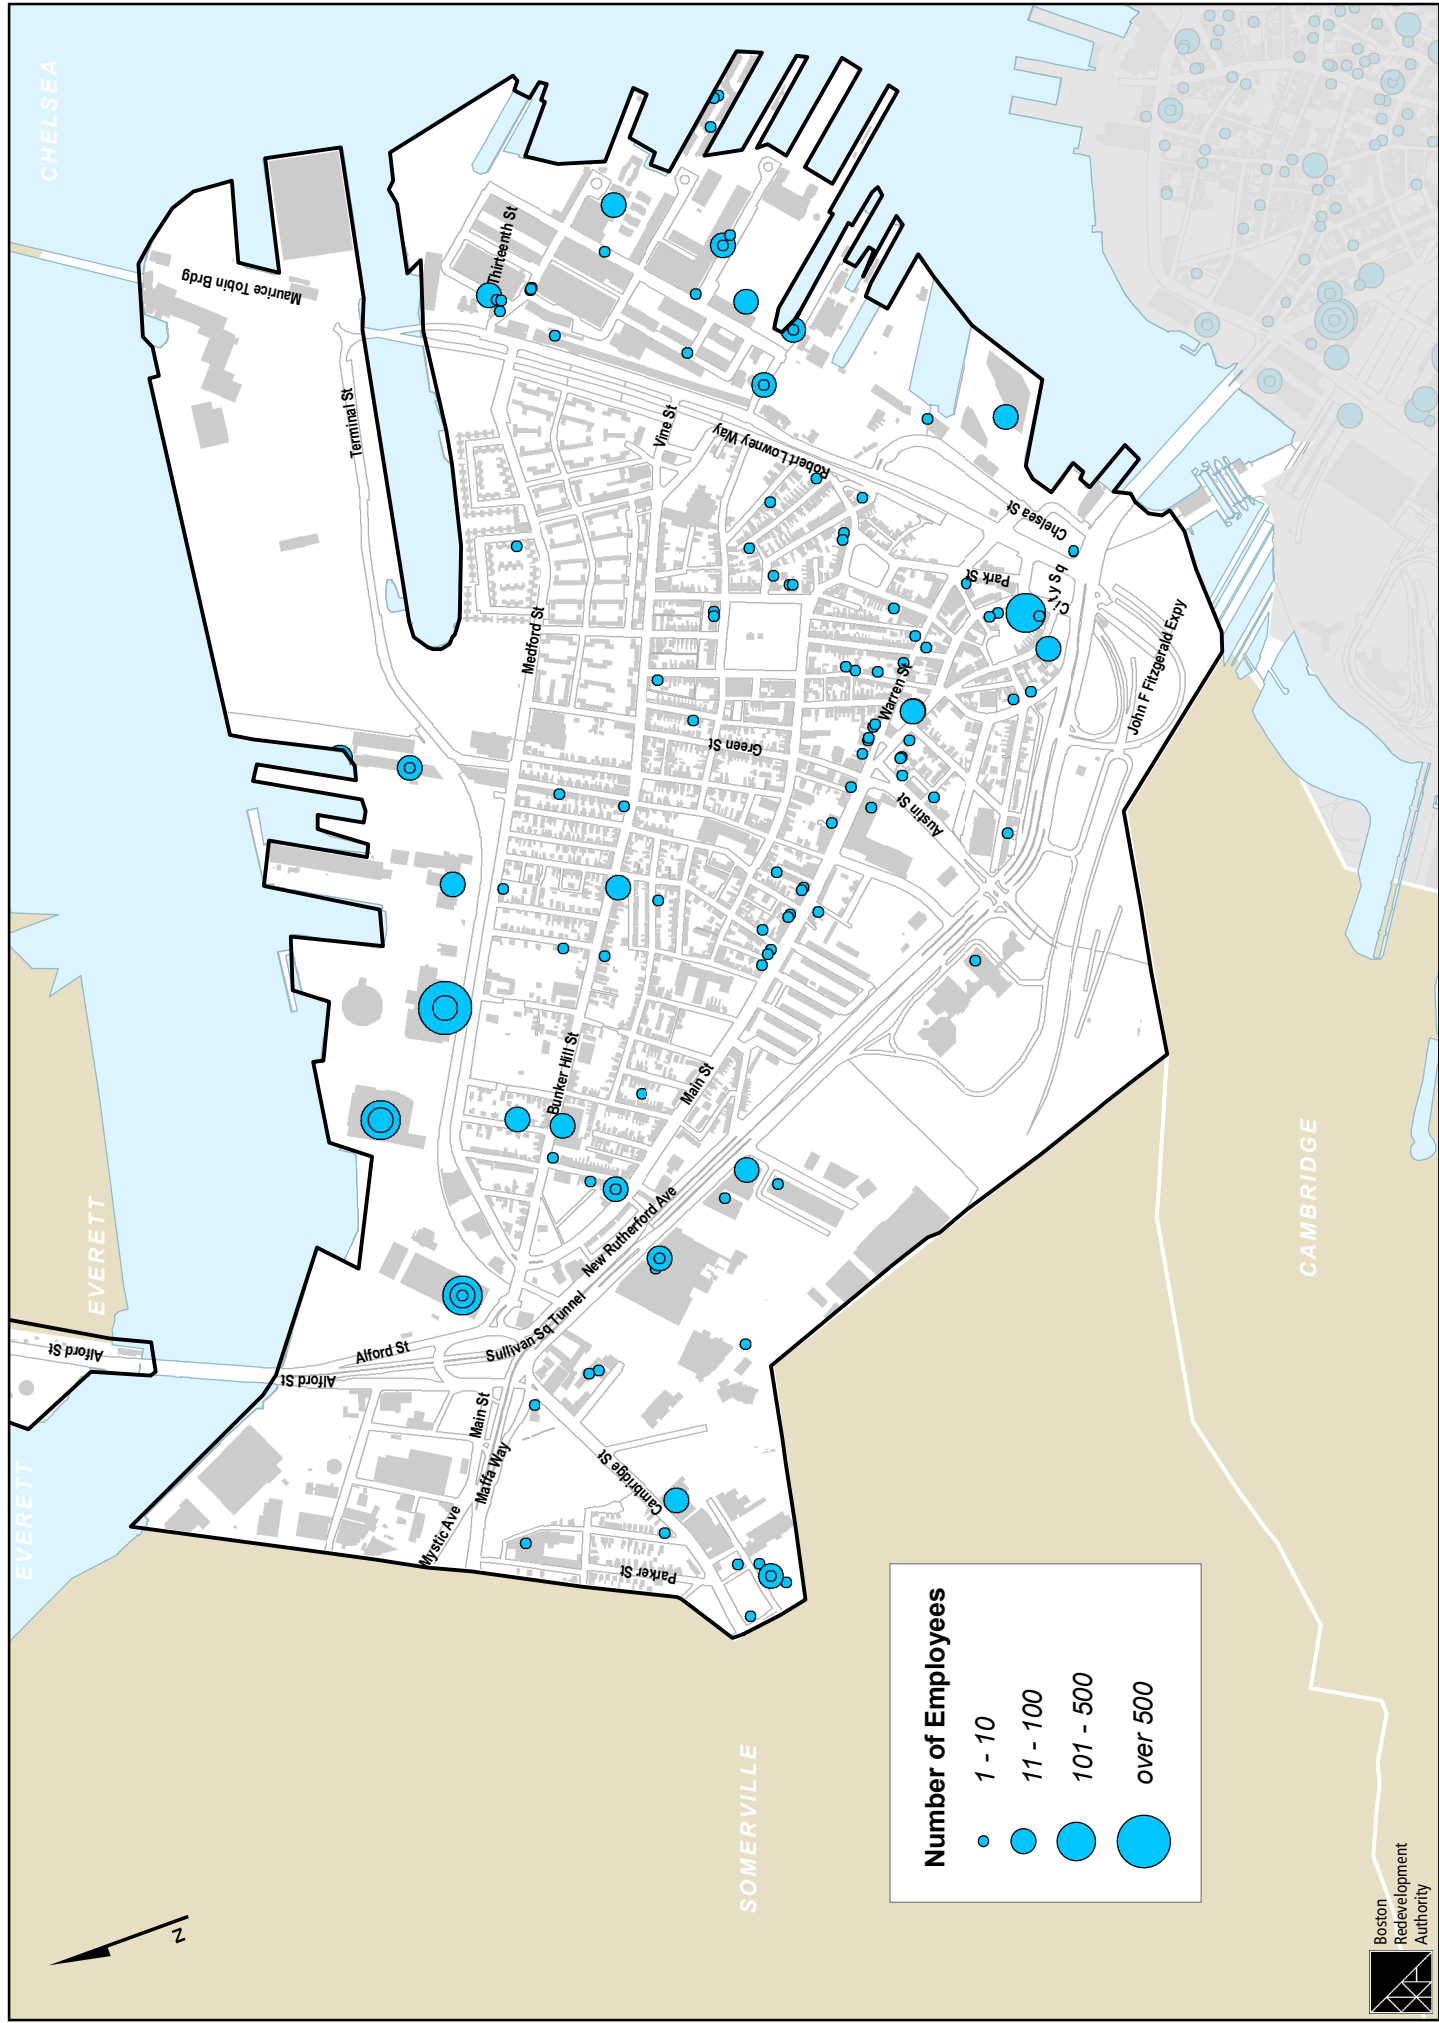 CHELSEA
EVERETT
EVERETT
SOMERVILLE
CAMBRIDGE
Maurice Tobin Brdg
Terminal St
Thirteenth St
Vine St
Robert Lowney Way
Chelsea St
Park St
City Sq
John F Fitzgerald Expy
Medford St
Green St
Warren St
Austin St
Bunker Hill St
Main St
New Rutherford Ave
Sullivan Sq Tunnel
Alford St
Alford St
Alford St
Main St
Maffa Way
Mystic Ave
Cambridge St
Parker St
Number of Employees
1 - 10
11 - 100
101 - 500
over 500
N
Boston
Redevelopment
Authority